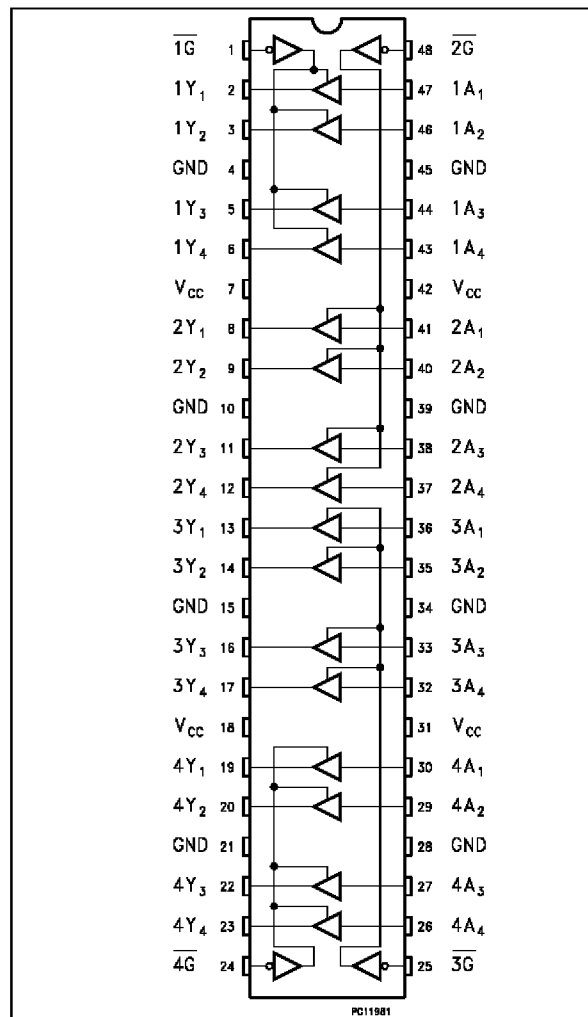 1G 1 48 2G
1Y₁ 2 47 1A₁
1Y₂ 3 46 1A₂
GND 4 45 GND
1Y₃ 5 44 1A₃
1Y₄ 6 43 1A₄
V_CC 7 42 V_CC
2Y₁ 8 41 2A₁
2Y₂ 9 40 2A₂
GND 10 39 GND
2Y₃ 11 38 2A₃
2Y₄ 12 37 2A₄
3Y₁ 13 36 3A₁
3Y₂ 14 35 3A₂
GND 15 34 GND
3Y₃ 16 33 3A₃
3Y₄ 17 32 3A₄
V_CC 18 31 V_CC
4Y₁ 19 30 4A₁
4Y₂ 20 29 4A₂
GND 21 28 GND
4Y₃ 22 27 4A₃
4Y₄ 23 26 4A₄
4G 24 25 3G
PC11981